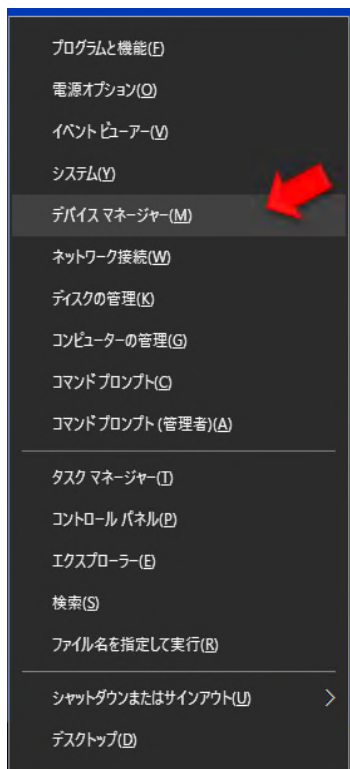 プログラムと機能(F)
電源オプション(O)
イベント ビューアー(V)
システム(Y)
デバイス マネージャー(M)
ネットワーク接続(W)
ディスクの管理(K)
コンピューターの管理(G)
コマンド プロンプト(C)
コマンド プロンプト (管理者)(A)
タスク マネージャー(T)
コントロール パネル(P)
エクスプローラー(E)
検索(S)
ファイル名を指定して実行(R)
シャットダウンまたはサインアウト(U)
デスクトップ(D)